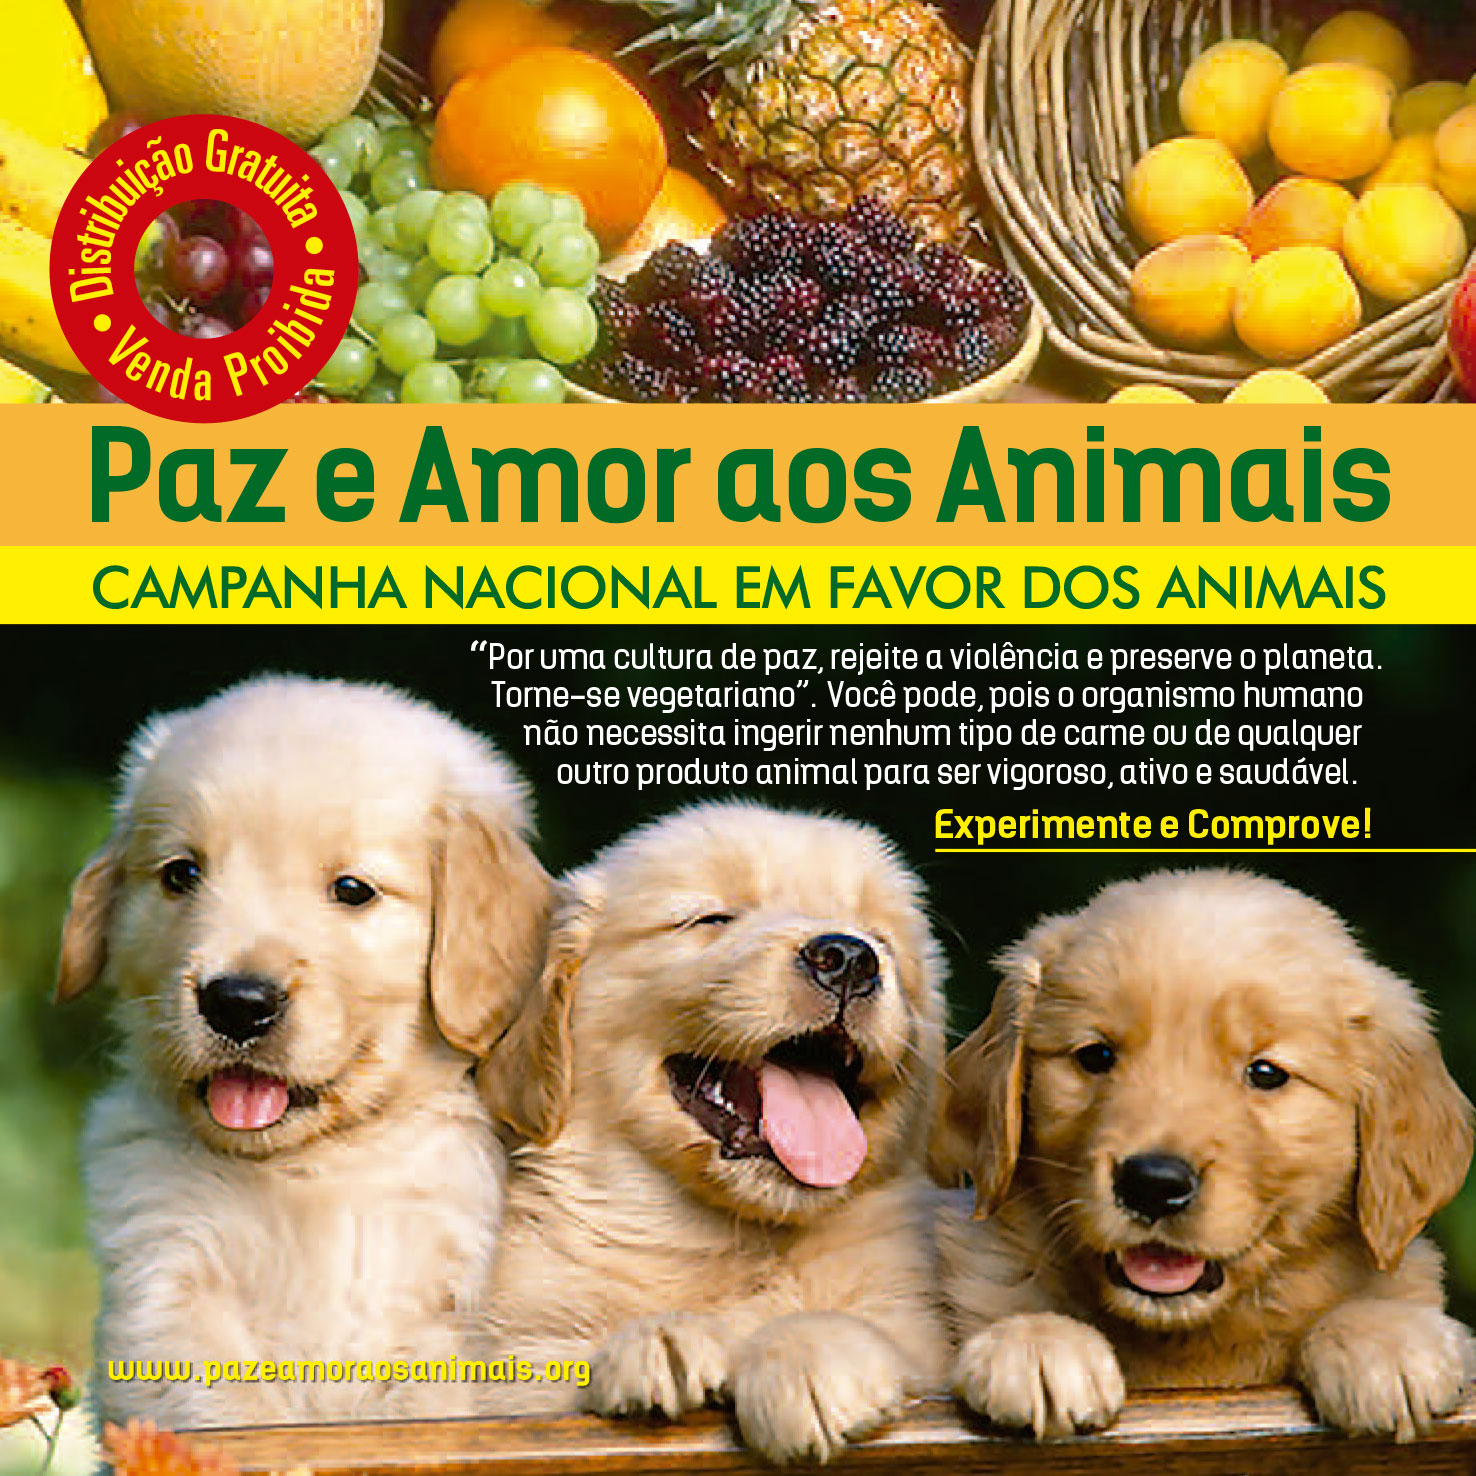 Distribuição Gratuita •
Venda Proibida •
Paz e Amor aos Animais
CAMPANHA NACIONAL EM FAVOR DOS ANIMAIS
“Por uma cultura de paz, rejeite a violência e preserve o planeta.
Torne-se vegetariano”. Você pode, pois o organismo humano
não necessita ingerir nenhum tipo de carne ou de qualquer
outro produto animal para ser vigoroso, ativo e saudável.
Experimente e Comprove!
www.pazeamoraosanimais.org